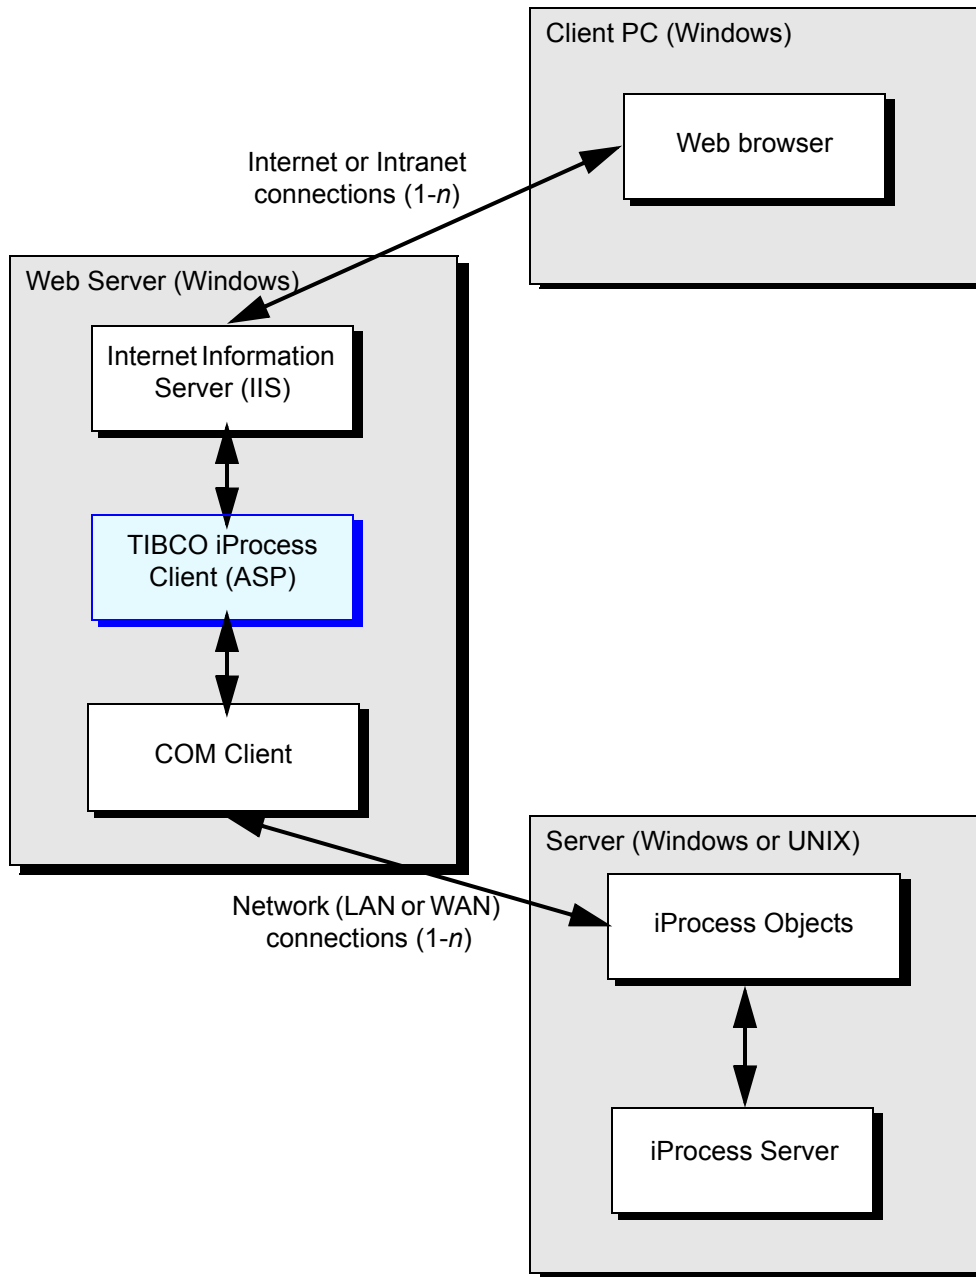 Client PC (Windows)
Web browser
Internet or Intranet
connections (1-n)
Web Server (Windows)
Internet Information
Server (IIS)
TIBCO iProcess
Client (ASP)
COM Client
Server (Windows or UNIX)
Network (LAN or WAN)
connections (1-n)
iProcess Objects
iProcess Server